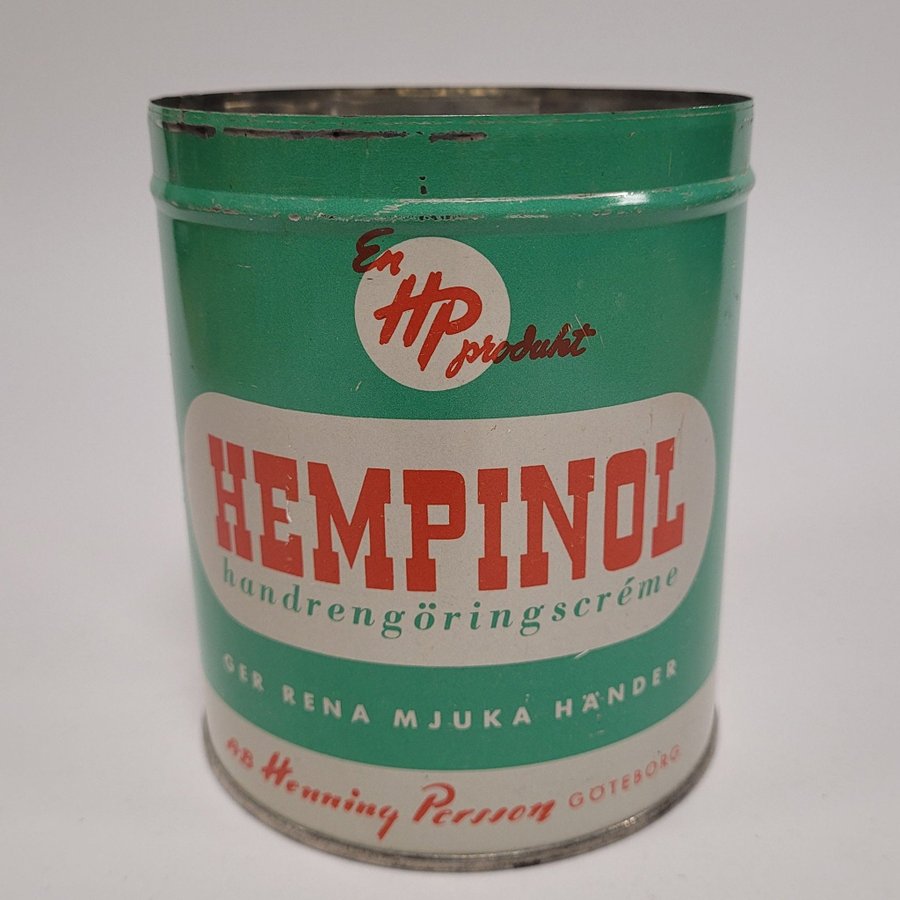 En
HP
produkt
HEMPINOL
handrengöringscréme
GER RENA MJUKA HÄNDER
AB Henning Persson GÖTEBORG